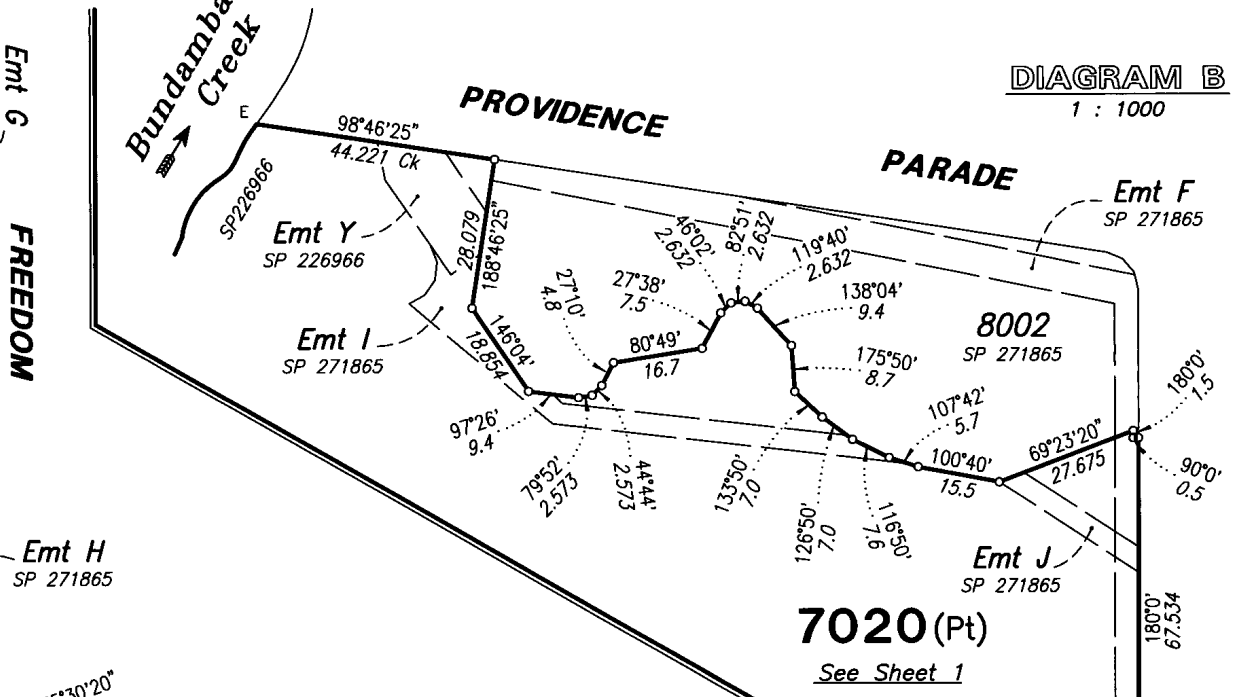 Bundamba
Creek
Emt G
FREEDOM
E
98°46'25"
44.221 Ck
PROVIDENCE
PARADE
DIAGRAM B
1 : 1000
Emt F
SP 271865
SP226966
Emt Y
SP 226966
28.079
188°46'25"
Emt I
SP 271865
146°04'
18.854
97°26'
9.4
79°52'
2.573
44°44'
2.573
27°10'
4.8
80°49'
16.7
27°38'
7.5
46°02'
2.632
82°51'
2.632
119°40'
2.632
138°04'
9.4
175°50'
8.7
133°50'
7.0
126°50'
7.0
116°50'
7.6
107°42'
5.7
100°40'
15.5
69°23'20"
27.675
8002
SP 271865
180°0'
1.5
90°0'
0.5
Emt J
SP 271865
180°0'
67.534
Emt H
SP 271865
7020 (Pt)
See Sheet 1
°30'20"